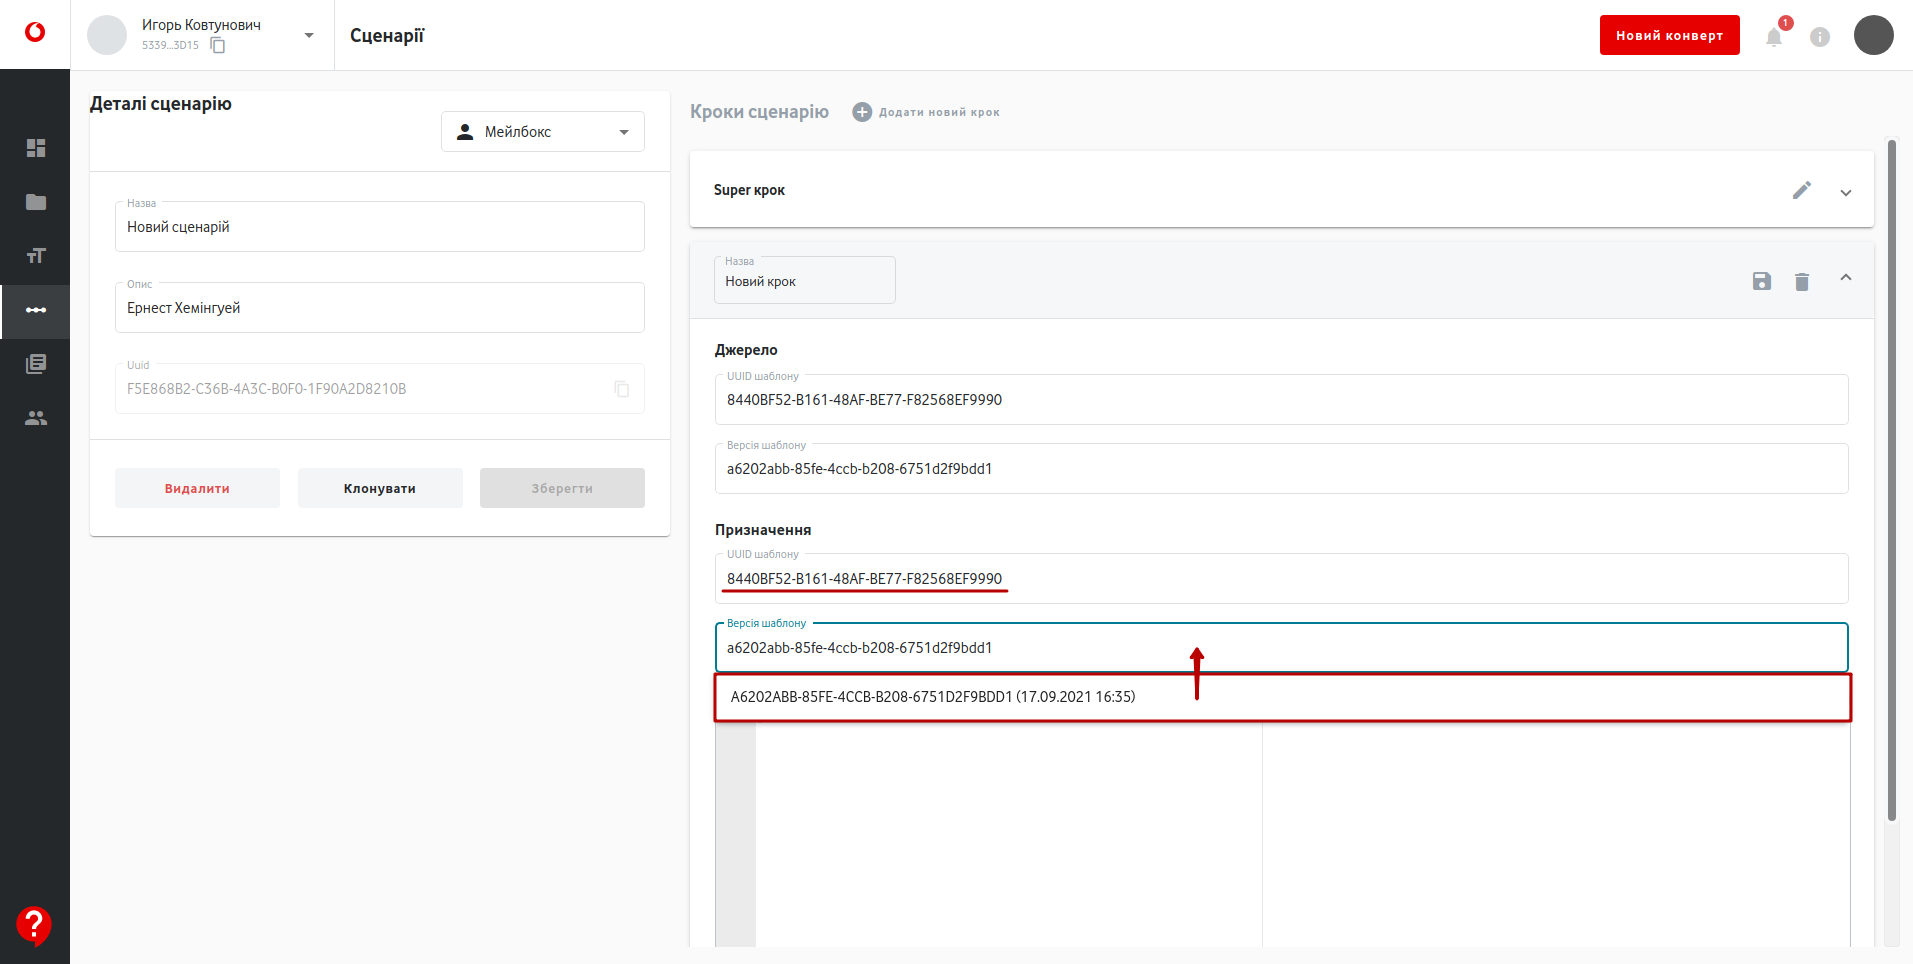 Игорь Ковтунович
5339...3D15
Сценарії
Новий конверт
1
Деталі сценарію
Мейлбокс
Назва
Новий сценарій
Опис
Ернест Хемінгуей
Uuid
F5E868B2-C36B-4A3C-B0F0-1F90A2D8210B
Видалити
Клонувати
Зберегти
Кроки сценарію
Додати новий крок
Super крок
Назва
Новий крок
Джерело
UUID шаблону
8440BF52-B161-48AF-BE77-F82568EF9990
Версія шаблону
a6202abb-85fe-4ccb-b208-6751d2f9bdd1
Призначення
UUID шаблону
8440BF52-B161-48AF-BE77-F82568EF9990
Версія шаблону
a6202abb-85fe-4ccb-b208-6751d2f9bdd1
A6202ABB-85FE-4CCB-B208-6751D2F9BDD1 (17.09.2021 16:35)